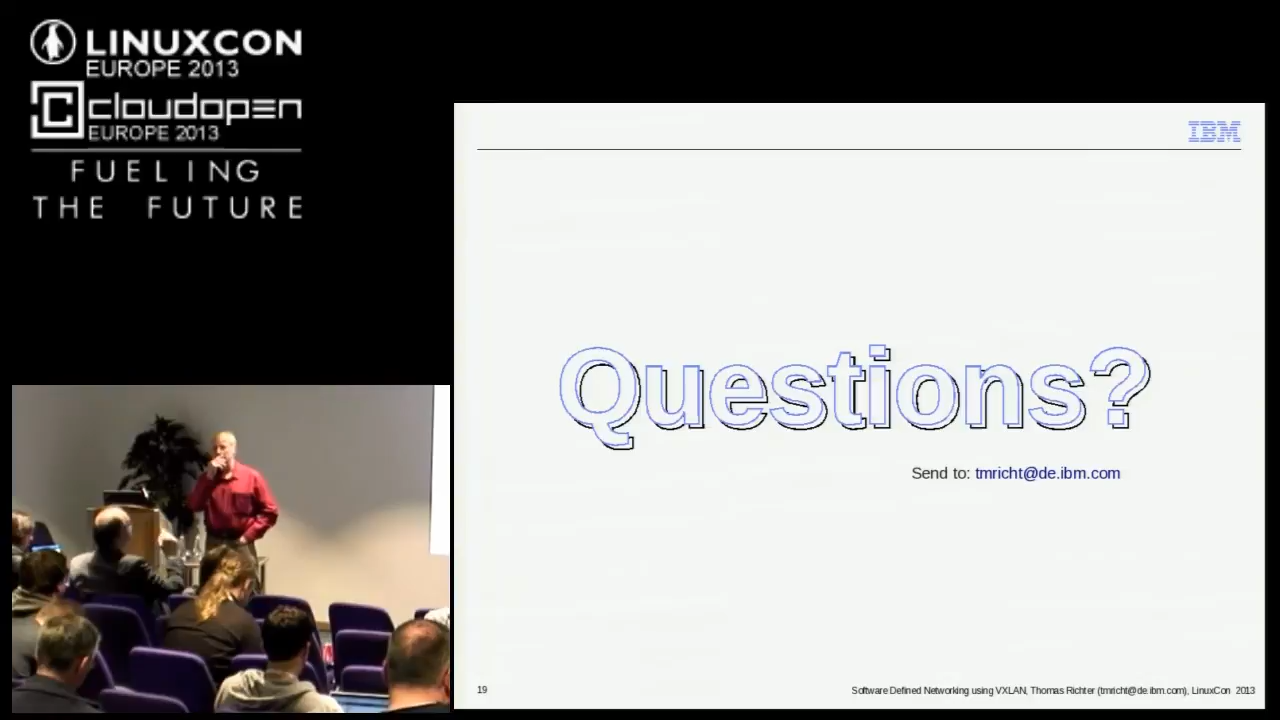 LINUXCON
EUROPE 2013
cloudopen
EUROPE 2013
FUELING
THE FUTURE
IBM
Questions?
Send to: tmricht@de.ibm.com
19
Software Defined Networking using VXLAN, Thomas Richter (tmricht@de.ibm.com), LinuxCon 2013